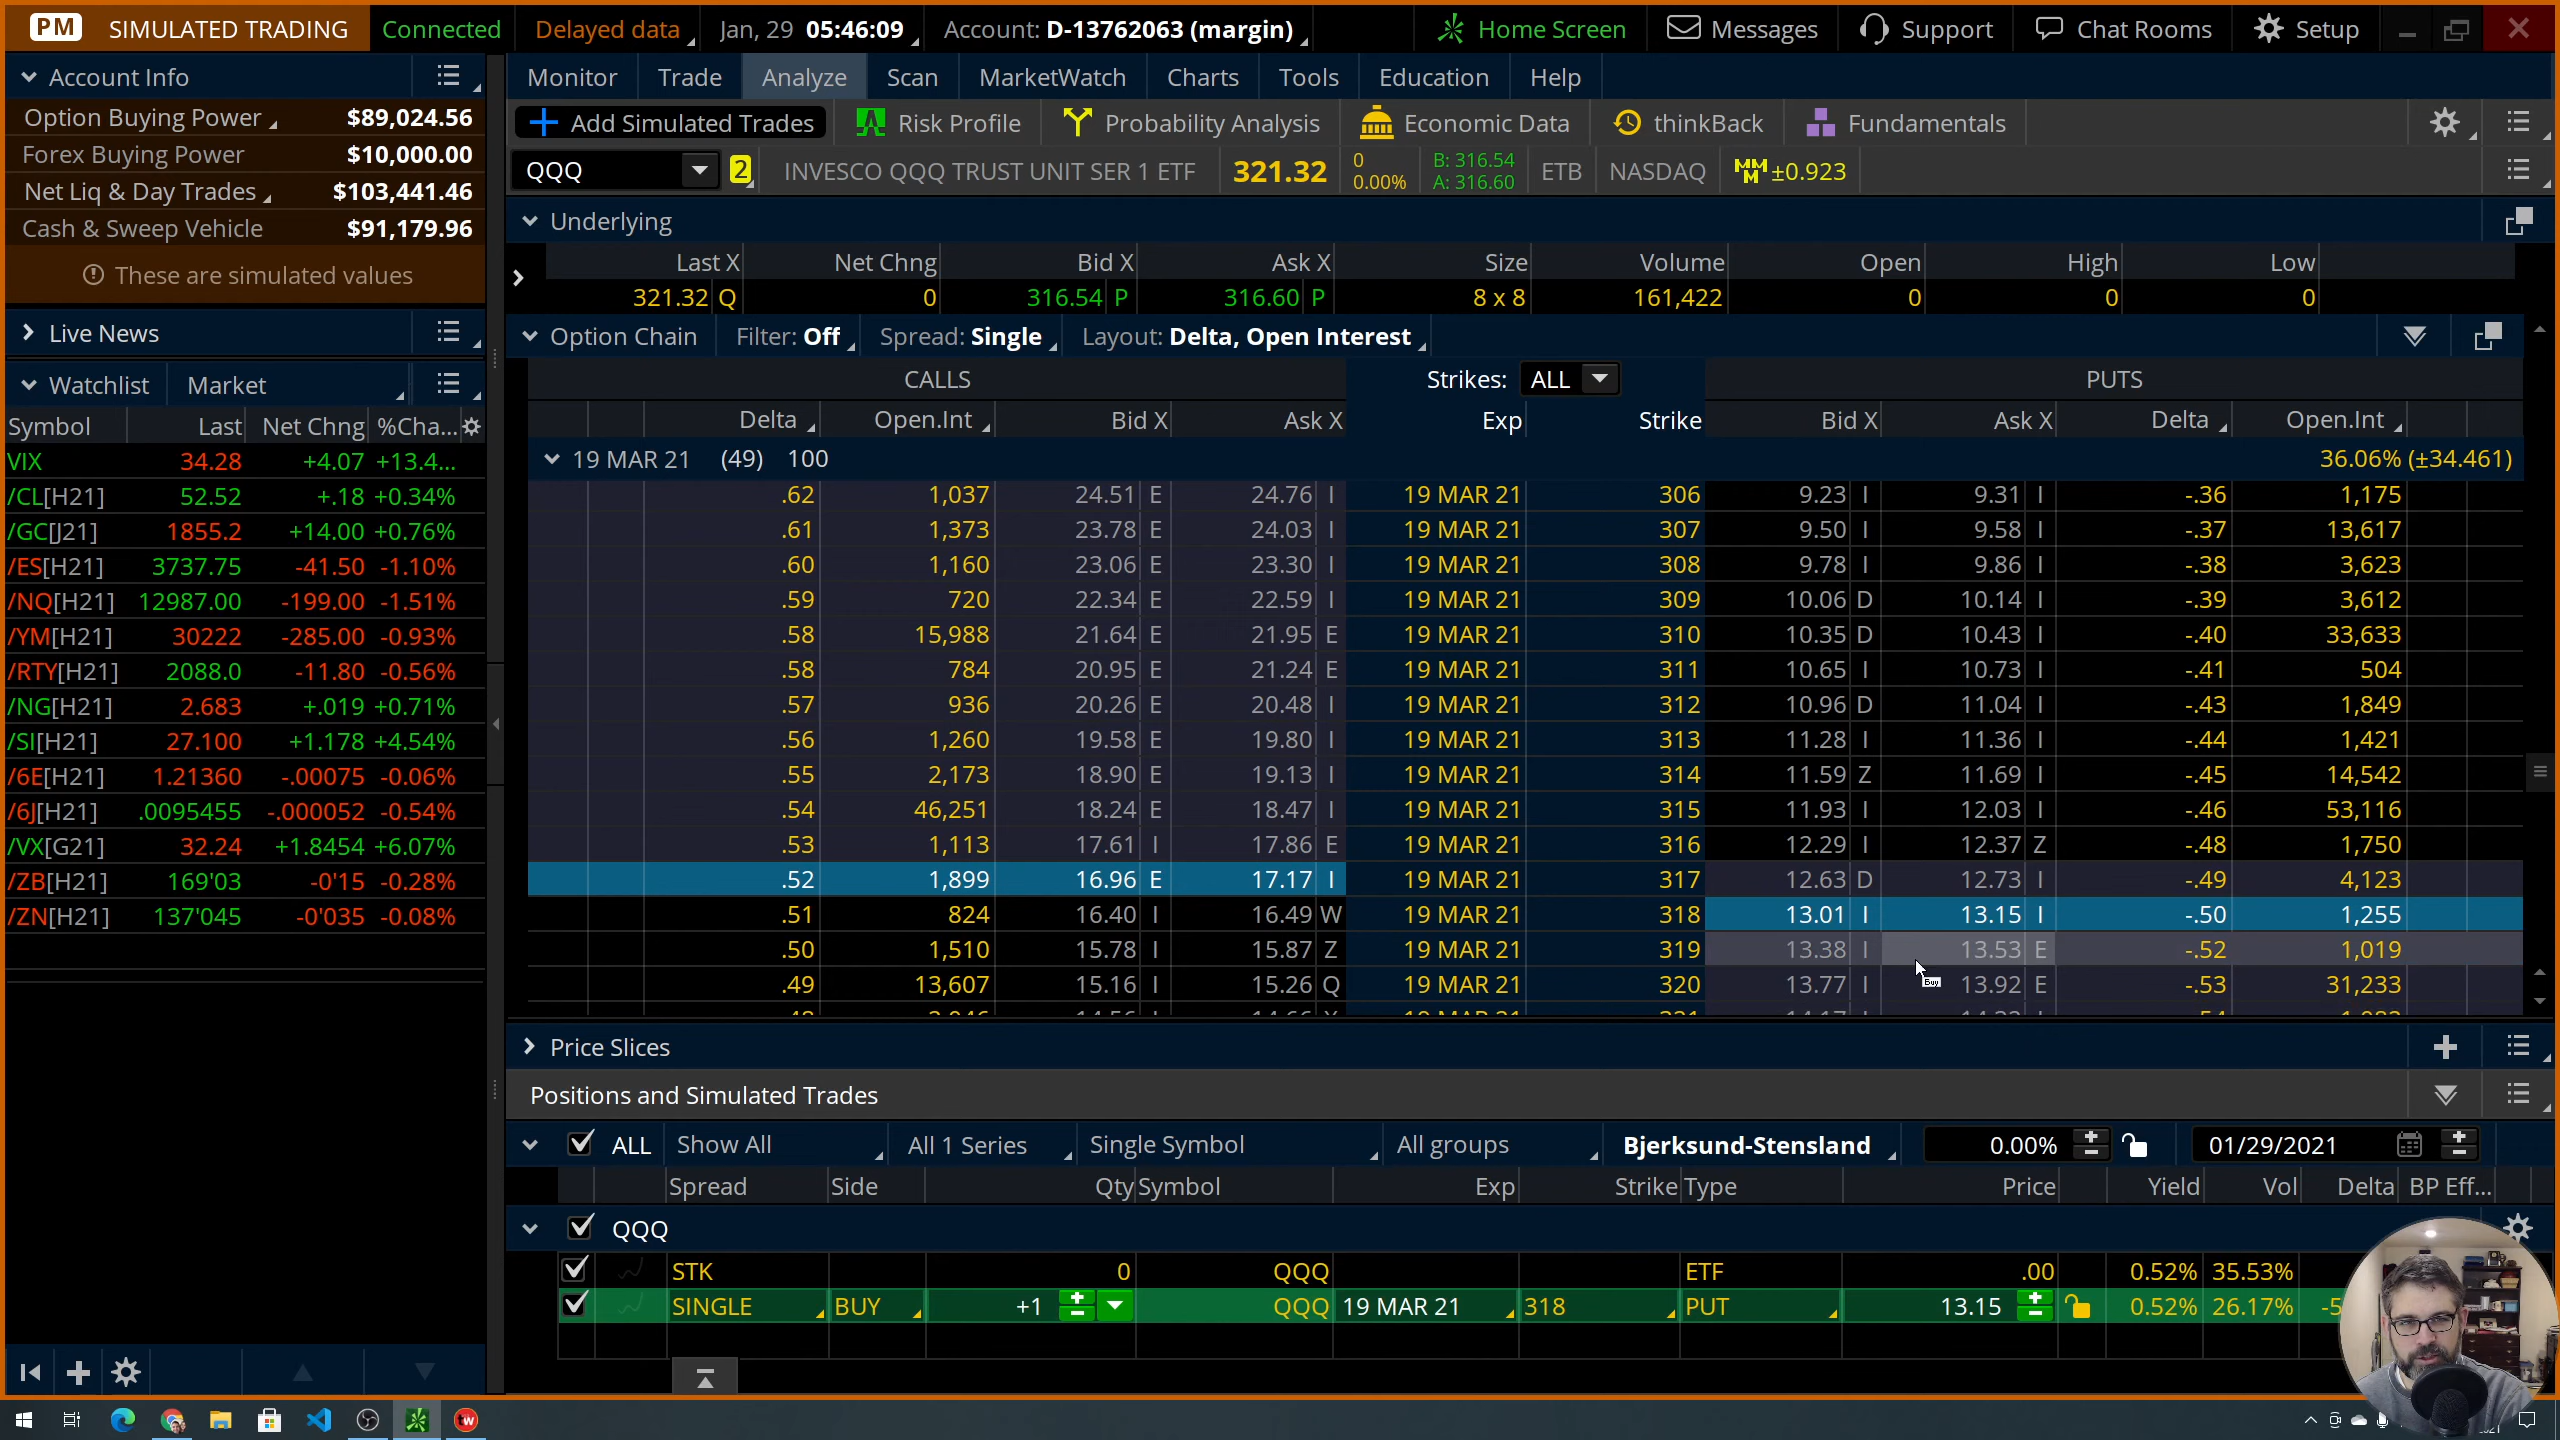 PM SIMULATED TRADING Connected Delayed data Jan, 29 05:46:09 Account: D-13762063 (margin) Home Screen Messages Support Chat Rooms Setup
Account Info
Option Buying Power $89,024.56
Forex Buying Power $10,000.00
Net Liq & Day Trades $103,441.46
Cash & Sweep Vehicle $91,179.96
These are simulated values
Live News
Watchlist Market
Symbol Last Net Chng %Cha...
VIX 34.28 +4.07 +13.4...
/CL[H21] 52.52 +.18 +0.34%
/GC[J21] 1855.2 +14.00 +0.76%
/ES[H21] 3737.75 -41.50 -1.10%
/NQ[H21] 12987.00 -199.00 -1.51%
/YM[H21] 30222 -285.00 -0.93%
/RTY[H21] 2088.0 -11.80 -0.56%
/NG[H21] 2.683 +.019 +0.71%
/SI[H21] 27.100 +1.178 +4.54%
/6E[H21] 1.21360 -.00075 -0.06%
/6J[H21] .0095455 -.000052 -0.54%
/VX[G21] 32.24 +1.8454 +6.07%
/ZB[H21] 169'03 -0'15 -0.28%
/ZN[H21] 137'045 -0'035 -0.08%
Monitor Trade Analyze Scan MarketWatch Charts Tools Education Help
Add Simulated Trades Risk Profile Probability Analysis Economic Data thinkBack Fundamentals
QQQ 2 INVESCO QQQ TRUST UNIT SER 1 ETF 321.32 0 0.00% B: 316.54 A: 316.60 ETB NASDAQ MMM ±0.923
Underlying
Last X Net Chng Bid X Ask X Size Volume Open High Low
321.32 Q 0 316.54 P 316.60 P 8 x 8 161,422 0 0 0
Option Chain Filter: Off Spread: Single Layout: Delta, Open Interest
CALLS Strikes: ALL PUTS
Delta Open.Int Bid X Ask X Exp Strike Bid X Ask X Delta Open.Int
19 MAR 21 (49) 100 36.06% (±34.461)
.62 1,037 24.51 E 24.76 I 19 MAR 21 306 9.23 I 9.31 I -.36 1,175
.61 1,373 23.78 E 24.03 I 19 MAR 21 307 9.50 I 9.58 I -.37 13,617
.60 1,160 23.06 E 23.30 I 19 MAR 21 308 9.78 I 9.86 I -.38 3,623
.59 720 22.34 E 22.59 I 19 MAR 21 309 10.06 D 10.14 I -.39 3,612
.58 15,988 21.64 E 21.95 E 19 MAR 21 310 10.35 D 10.43 I -.40 33,633
.58 784 20.95 E 21.24 E 19 MAR 21 311 10.65 I 10.73 I -.41 504
.57 936 20.26 E 20.48 I 19 MAR 21 312 10.96 D 11.04 I -.43 1,849
.56 1,260 19.58 E 19.80 I 19 MAR 21 313 11.28 I 11.36 I -.44 1,421
.55 2,173 18.90 E 19.13 I 19 MAR 21 314 11.59 Z 11.69 I -.45 14,542
.54 46,251 18.24 E 18.47 I 19 MAR 21 315 11.93 I 12.03 I -.46 53,116
.53 1,113 17.61 I 17.86 E 19 MAR 21 316 12.29 I 12.37 Z -.48 1,750
.52 1,899 16.96 E 17.17 I 19 MAR 21 317 12.63 D 12.73 I -.49 4,123
.51 824 16.40 I 16.49 W 19 MAR 21 318 13.01 I 13.15 I -.50 1,255
.50 1,510 15.78 I 15.87 Z 19 MAR 21 319 13.38 I 13.53 E -.52 1,019
.49 13,607 15.16 I 15.26 Q 19 MAR 21 320 13.77 I 13.92 E -.53 31,233
Buy
Price Slices
Positions and Simulated Trades
ALL Show All All 1 Series Single Symbol All groups Bjerksund-Stensland 0.00% 01/29/2021
Spread Side Qty Symbol Exp Strike Type Price Yield Vol Delta BP Eff...
QQQ
STK 0 QQQ ETF .00 0.52% 35.53%
SINGLE BUY +1 QQQ 19 MAR 21 318 PUT 13.15 0.52% 26.17% -5